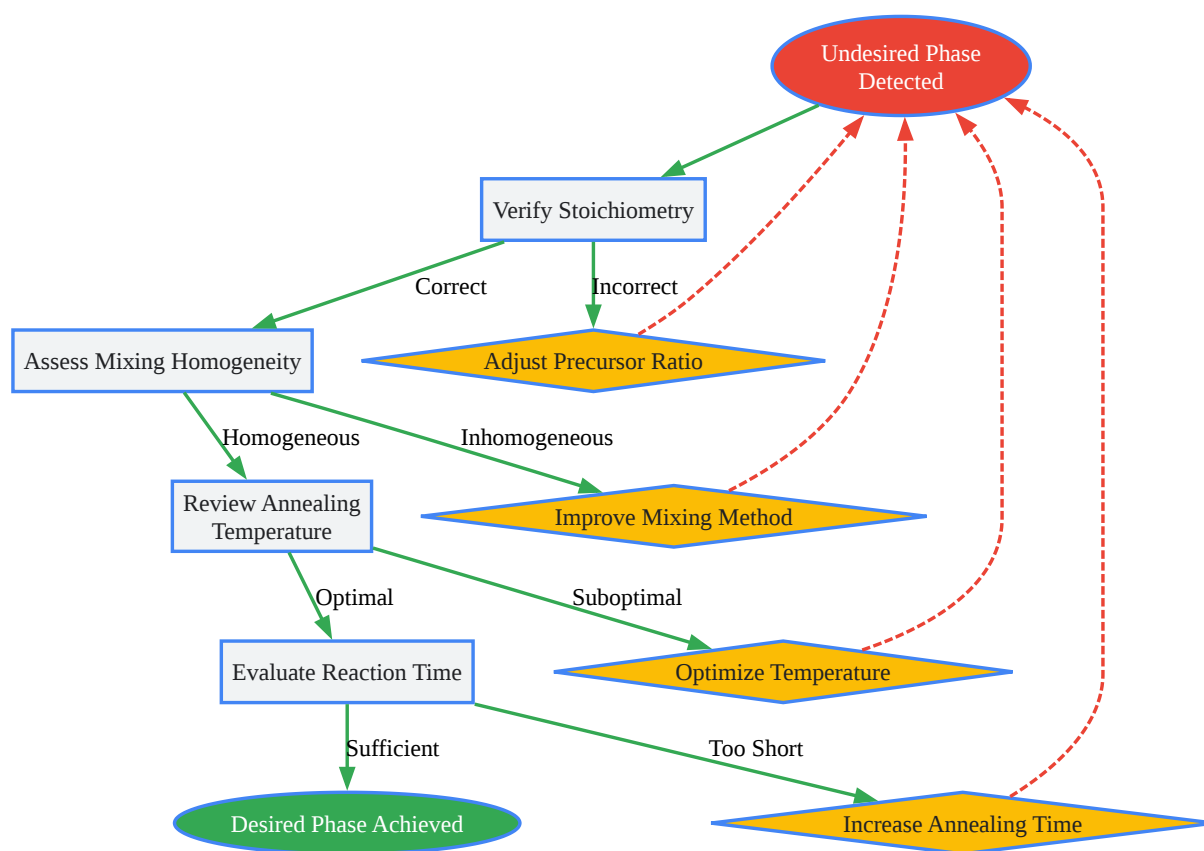 Undesired Phase
Detected
Verify Stoichiometry
Correct
Incorrect
Assess Mixing Homogeneity
Adjust Precursor Ratio
Homogeneous
Inhomogeneous
Review Annealing
Temperature
Improve Mixing Method
Optimal
Suboptimal
Evaluate Reaction Time
Optimize Temperature
Sufficient
Too Short
Desired Phase Achieved
Increase Annealing Time